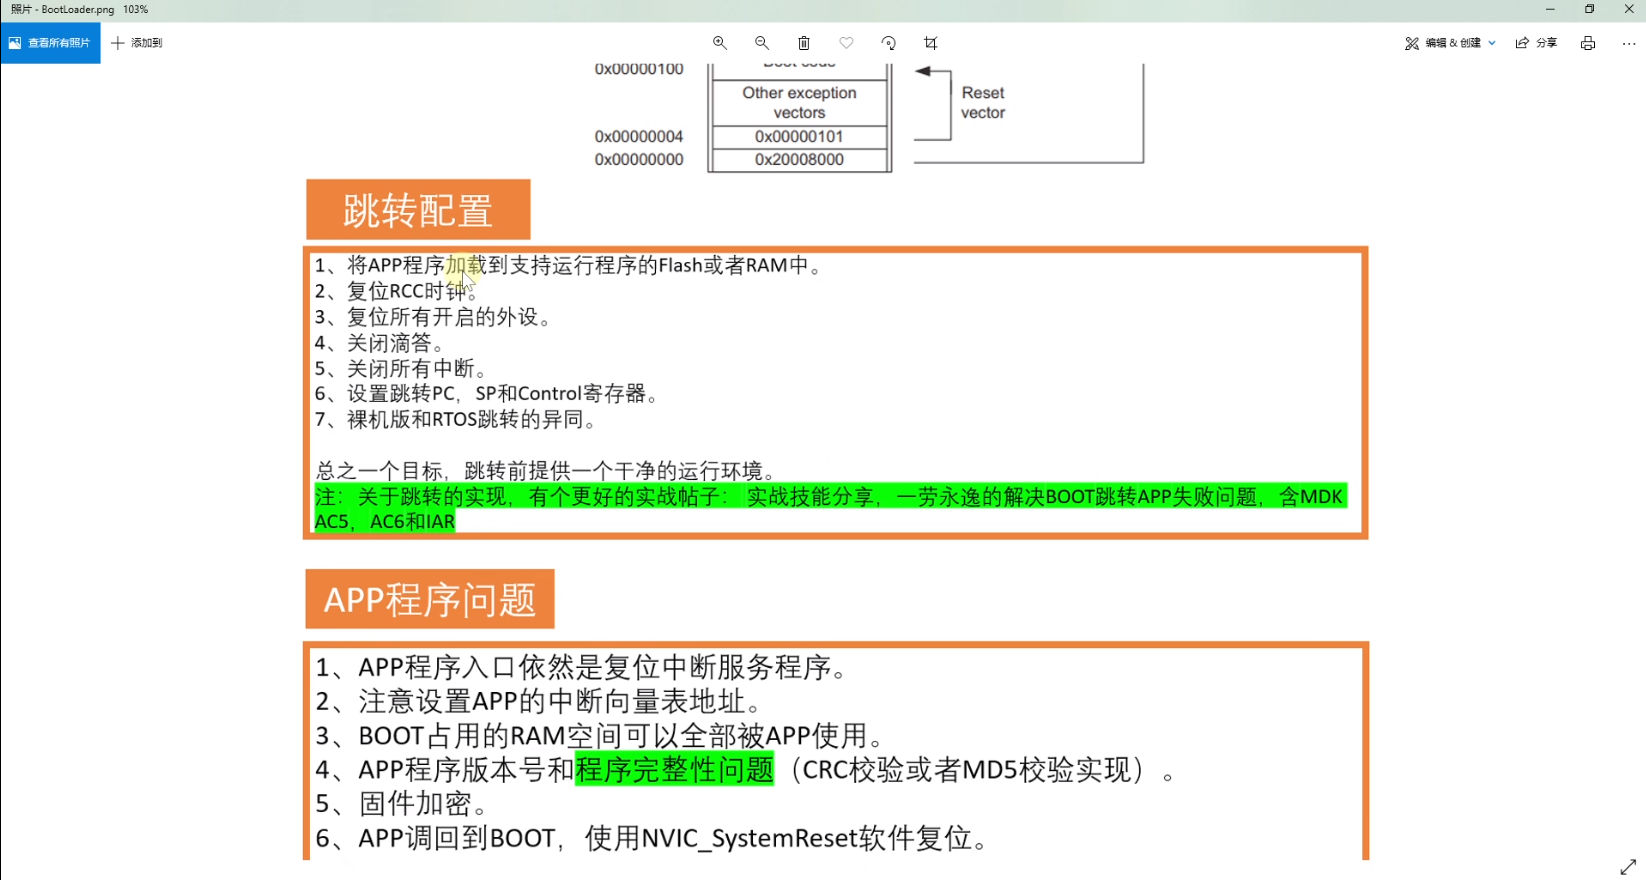 照片 - BootLoader.png 103%
查看所有照片 添加到 编辑 & 创建 分享
0x00000100 Boot code
Other exception
vectors
Reset
vector
0x00000004 0x00000101
0x00000000 0x20008000
跳转配置
1、将APP程序加载到支持运行程序的Flash或者RAM中。
2、复位RCC时钟。
3、复位所有开启的外设。
4、关闭滴答。
5、关闭所有中断。
6、设置跳转PC，SP和Control寄存器。
7、裸机版和RTOS跳转的异同。
总之一个目标，跳转前提供一个干净的运行环境。
注：关于跳转的实现，有个更好的实战帖子：实战技能分享，一劳永逸的解决BOOT跳转APP失败问题，含MDK
AC5，AC6和IAR
APP程序问题
1、APP程序入口依然是复位中断服务程序。
2、注意设置APP的中断向量表地址。
3、BOOT占用的RAM空间可以全部被APP使用。
4、APP程序版本号和程序完整性问题（CRC校验或者MD5校验实现）。
5、固件加密。
6、APP调回到BOOT，使用NVIC_SystemReset软件复位。